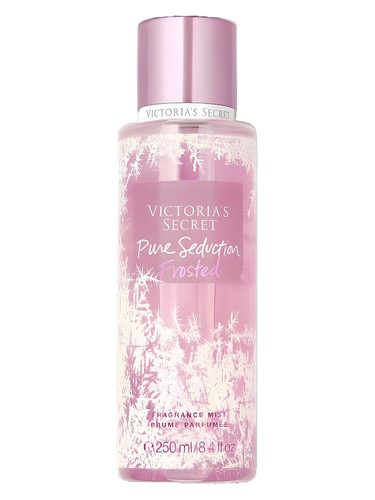 VICTORIA'S SECRET
VICTORIA'S
SECRET
Pure Seduction
Frosted
FRAGRANCE MIST
BRUME PARFUMÉE
℮ 250 ml/8.4 fl oz